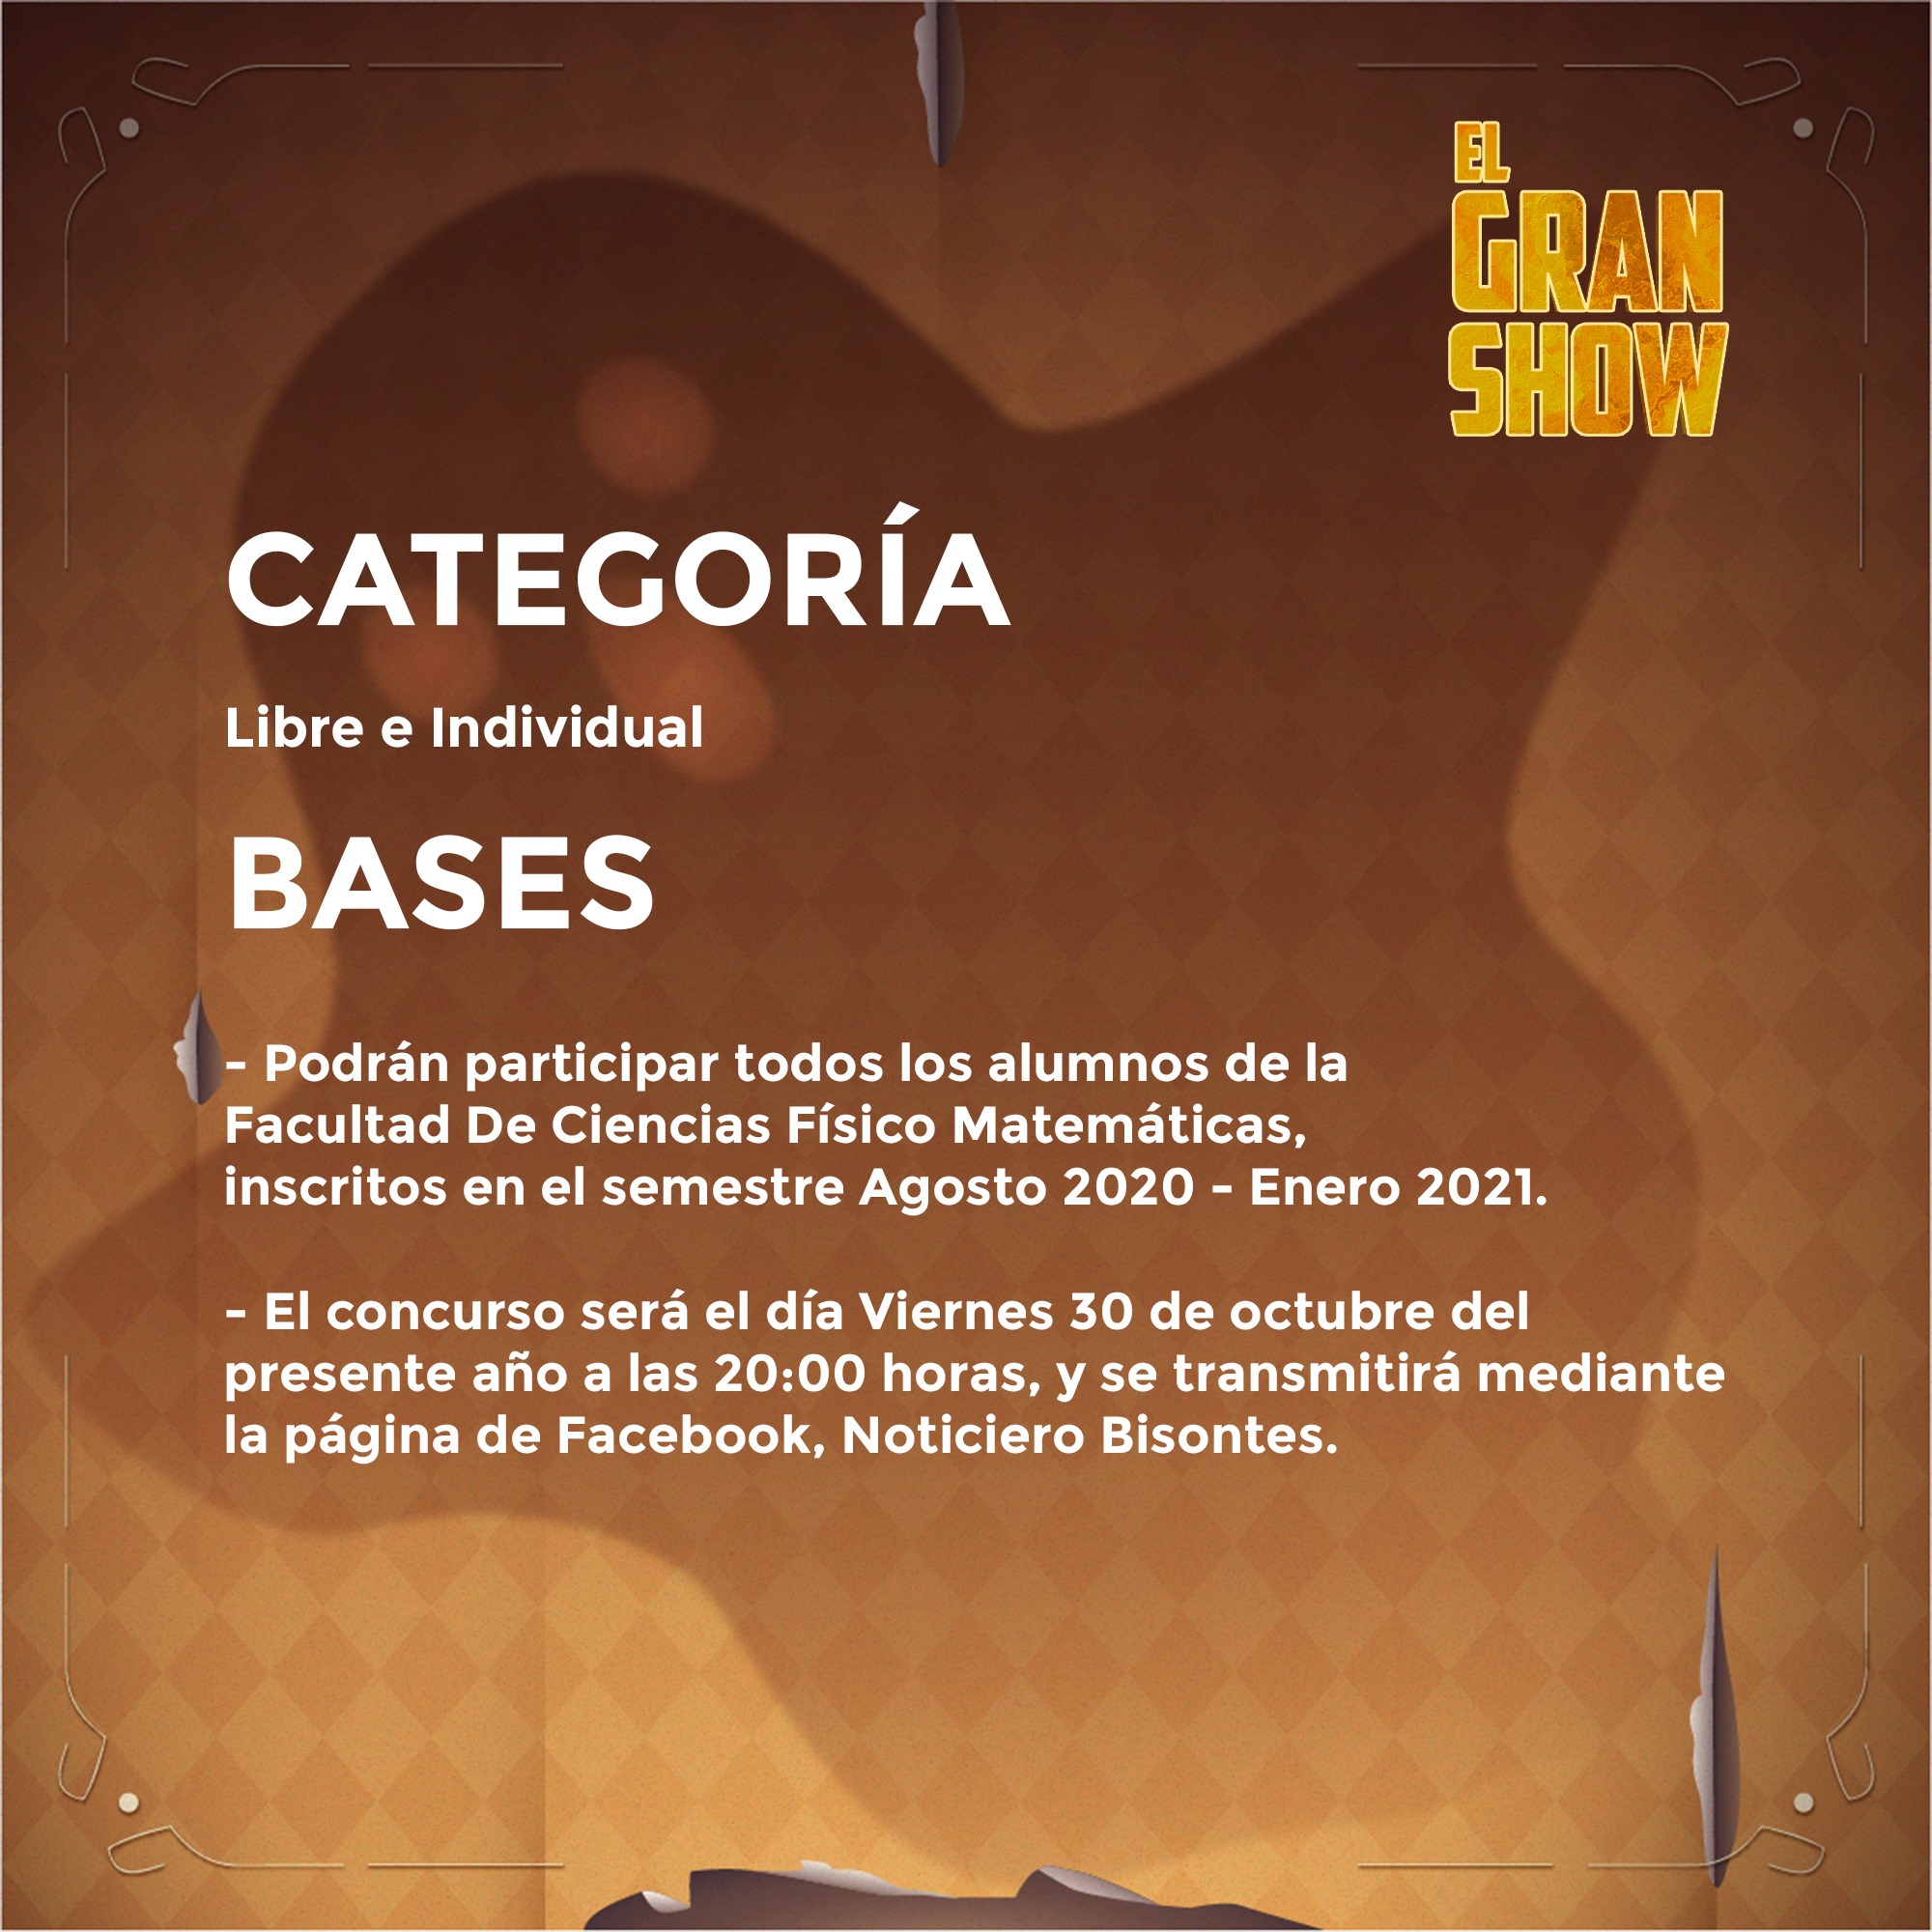 EL
GRAN
SHOW
CATEGORÍA
Libre e Individual
BASES
- Podrán participar todos los alumnos de la
Facultad De Ciencias Físico Matemáticas,
inscritos en el semestre Agosto 2020 - Enero 2021.
- El concurso será el día Viernes 30 de octubre del
presente año a las 20:00 horas, y se transmitirá mediante
la página de Facebook, Noticiero Bisontes.